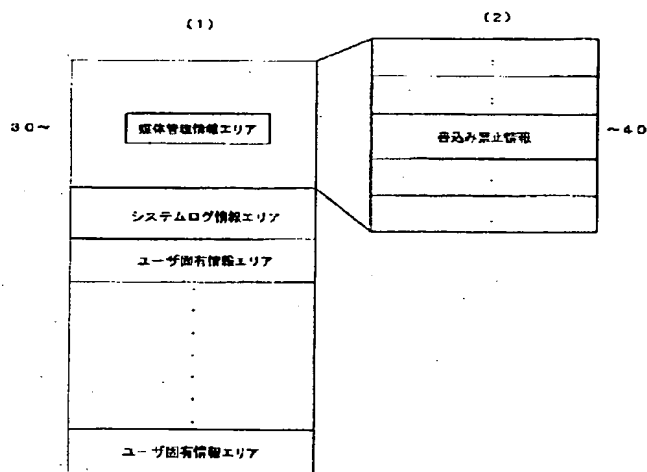 (1)
(2)
30~
媒体管理情報エリア
書込み禁止情報
~40
システムログ情報エリア
ユーザ固有情報エリア
ユーザ固有情報エリア